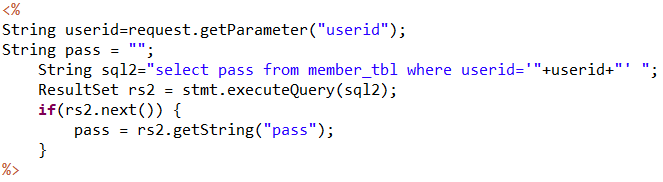 <%
String userid=request.getParameter("userid");
String pass = "";
    String sql2="select pass from member_tbl where userid='"+userid+"' ";
    ResultSet rs2 = stmt.executeQuery(sql2);
    if(rs2.next()) {
        pass = rs2.getString("pass");
    }
%>